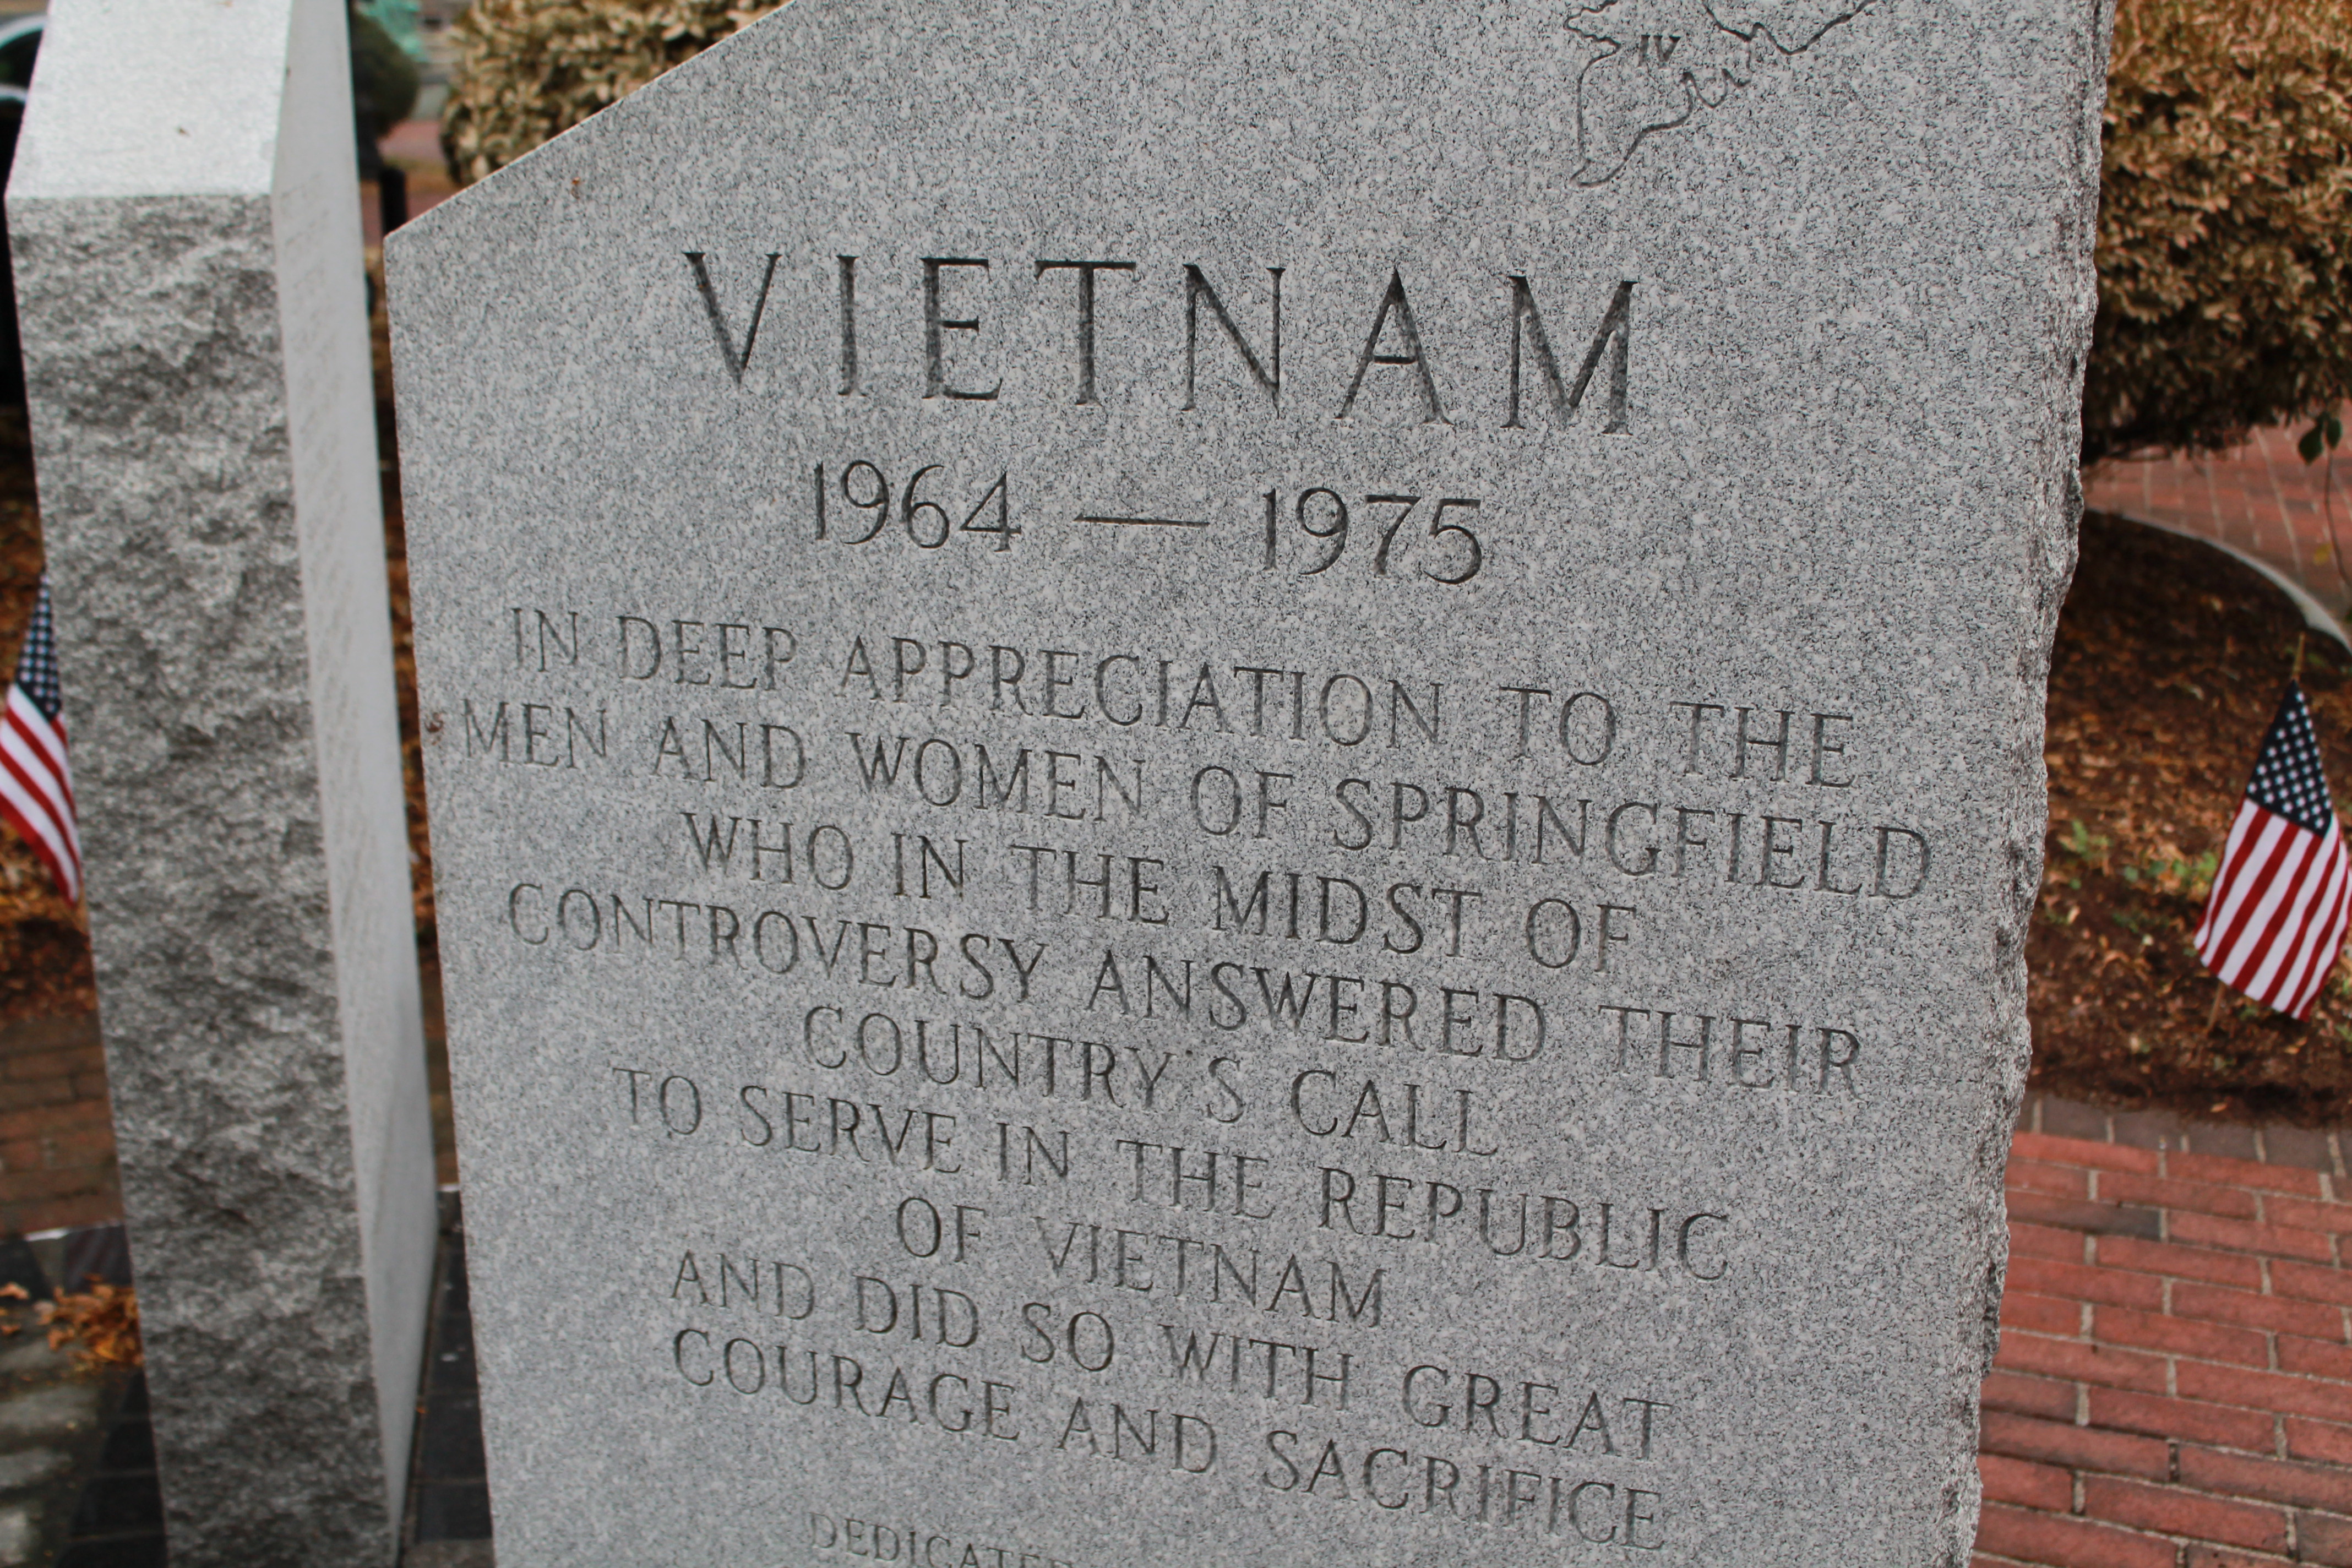 IV
VIETNAM
1964 — 1975
IN DEEP APPRECIATION TO THE
MEN AND WOMEN OF SPRINGFIELD
WHO IN THE MIDST OF
CONTROVERSY ANSWERED THEIR
COUNTRY'S CALL
TO SERVE IN THE REPUBLIC
OF VIETNAM
AND DID SO WITH GREAT
COURAGE AND SACRIFICE